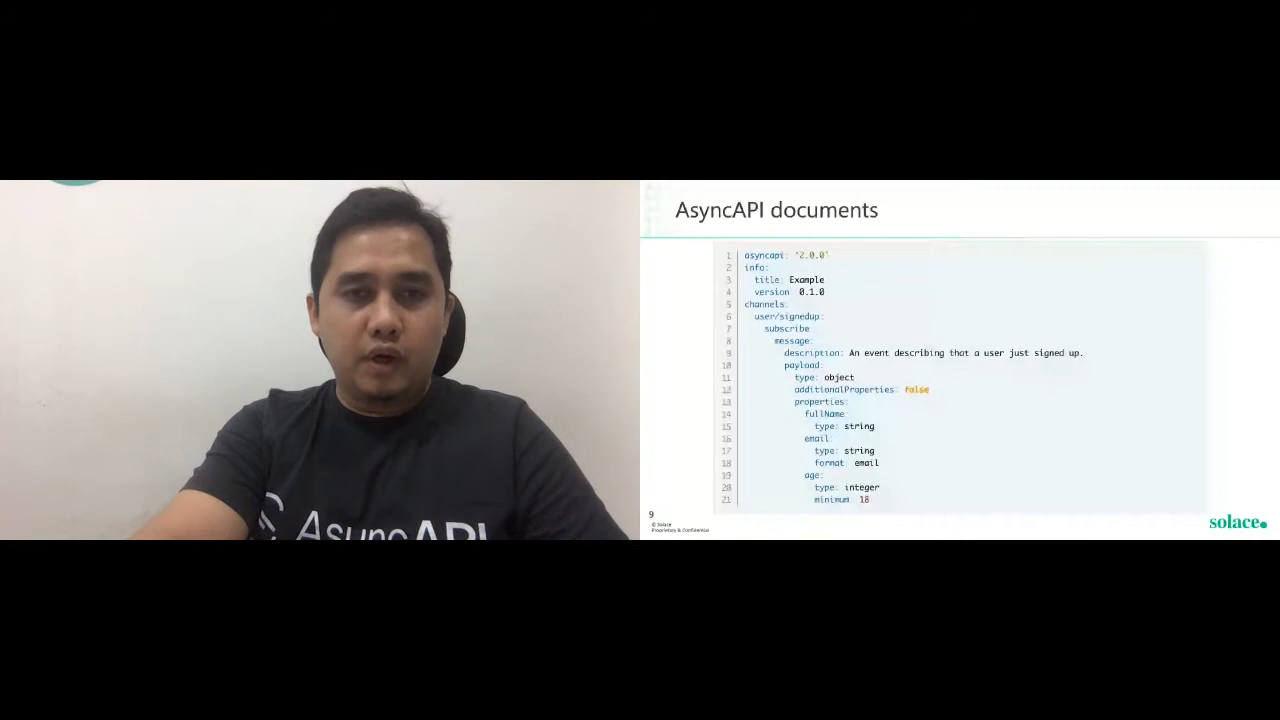 AsyncAPI
AsyncAPI documents
1 asyncapi: '2.0.0'
2 info:
3 title: Example
4 version 0.1.0
5 channels:
6 user/signedup:
7 subscribe:
8 message:
9 description: An event describing that a user just signed up.
10 payload:
11 type: object
12 additionalProperties: false
13 properties:
14 fullName:
15 type: string
16 email:
17 type: string
18 format: email
19 age:
20 type: integer
21 minimum: 18
9
© Solace
Proprietary & Confidential
solace.